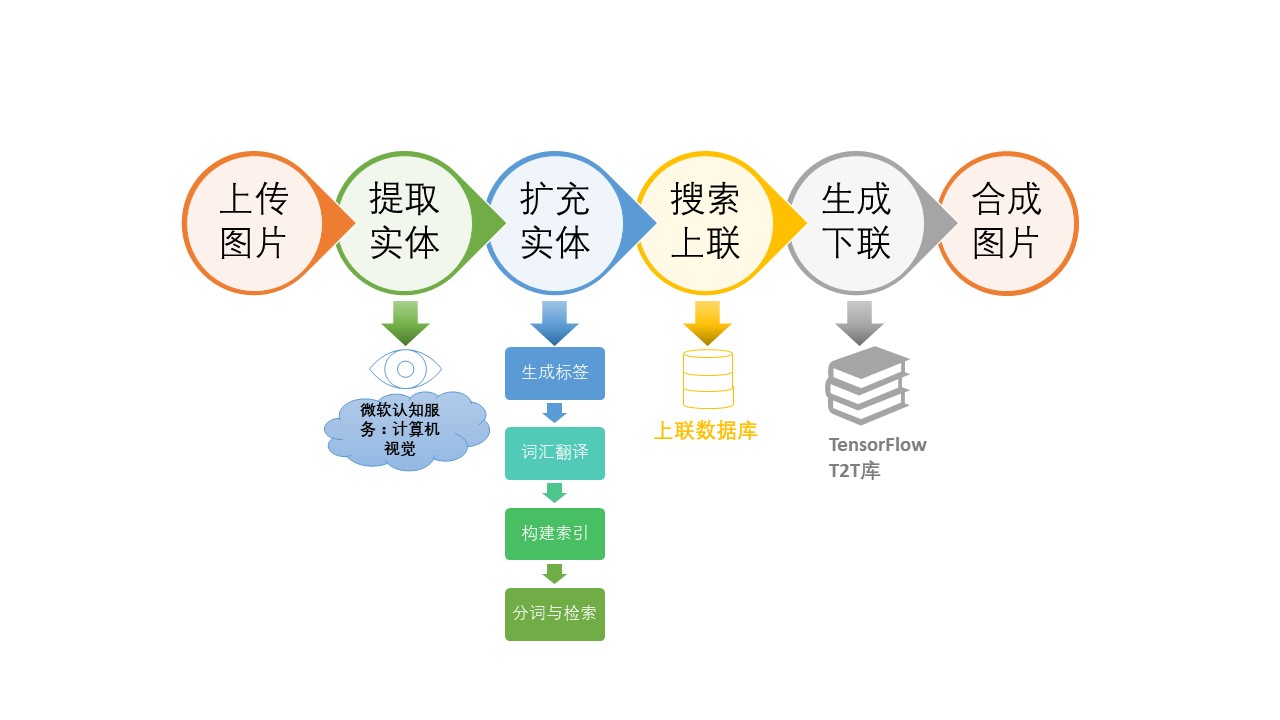 上传
图片
提取
实体
扩充
实体
搜索
上联
生成
下联
合成
图片
微软认知服
务：计算机
视觉
生成标签
词汇翻译
构建索引
分词与检索
上联数据库
TensorFlow
T2T库